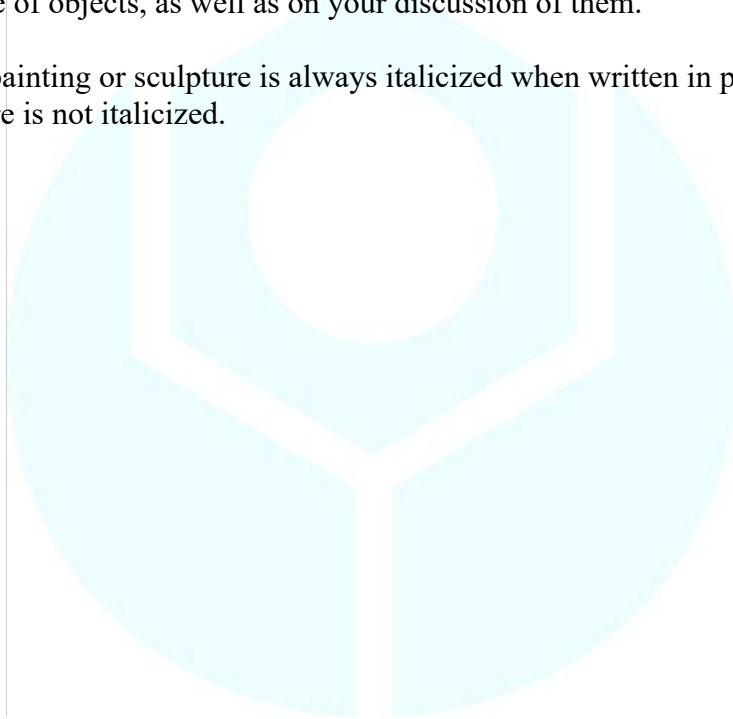 of objects, as well as on your discussion of them.
painting or sculpture is always italicized when written in
is not italicized.